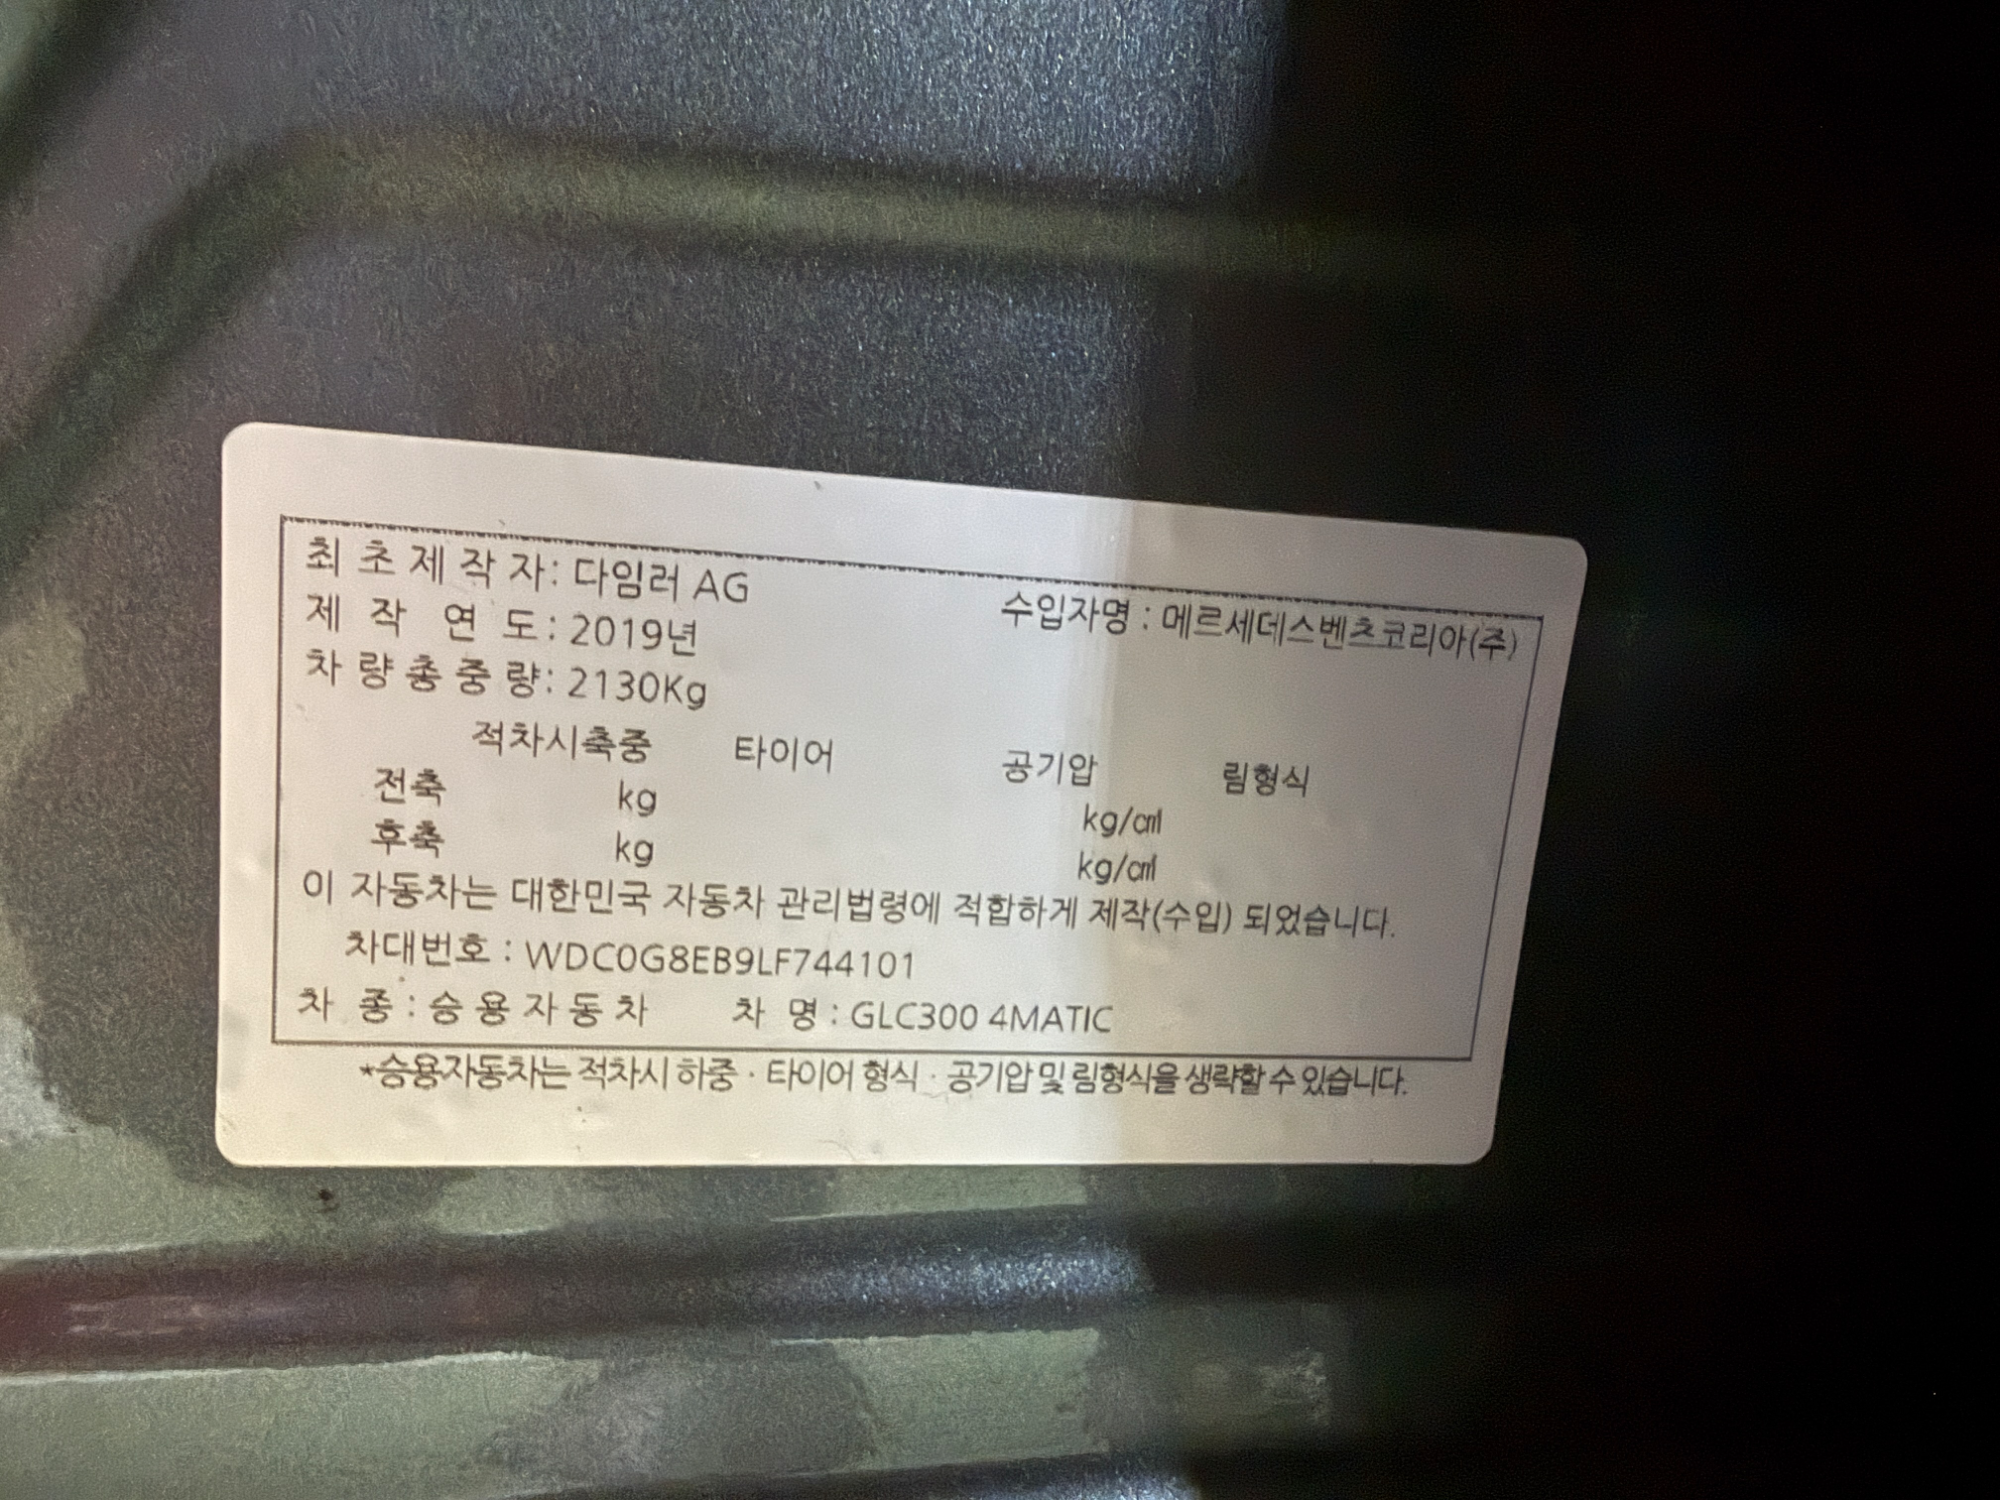 최초제작자: 다임러 AG 수입자명 : 메르세데스벤츠코리아(주)
제 작 연 도: 2019년
차량총중량: 2130Kg
적차시축중 타이어 공기압 림형식
전축 kg kg/㎠
후축 kg kg/㎠
이 자동차는 대한민국 자동차 관리법령에 적합하게 제작(수입) 되었습니다.
차대번호 : WDC0G8EB9LF744101
차 종 : 승용자동차 차 명 : GLC300 4MATIC
*승용자동차는 적차시 하중 · 타이어 형식 · 공기압 및 림형식을 생략할 수 있습니다.